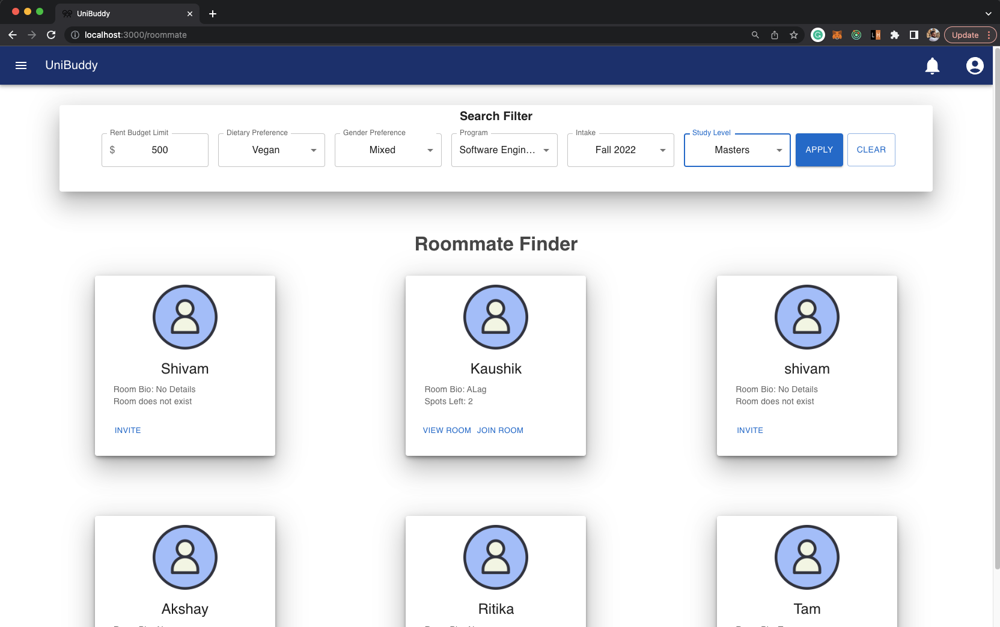 UniBuddy
localhost:3000/roommate
Update
UniBuddy
Search Filter
Rent Budget Limit Dietary Preference Gender Preference Program Intake Study Level
$ 500 Vegan Mixed Software Engin... Fall 2022 Masters APPLY CLEAR
Roommate Finder
Shivam Kaushik shivam
Room Bio: No Details Room Bio: ALag Room Bio: No Details
Room does not exist Spots Left: 2 Room does not exist
INVITE VIEW ROOM JOIN ROOM INVITE
Akshay Ritika Tam